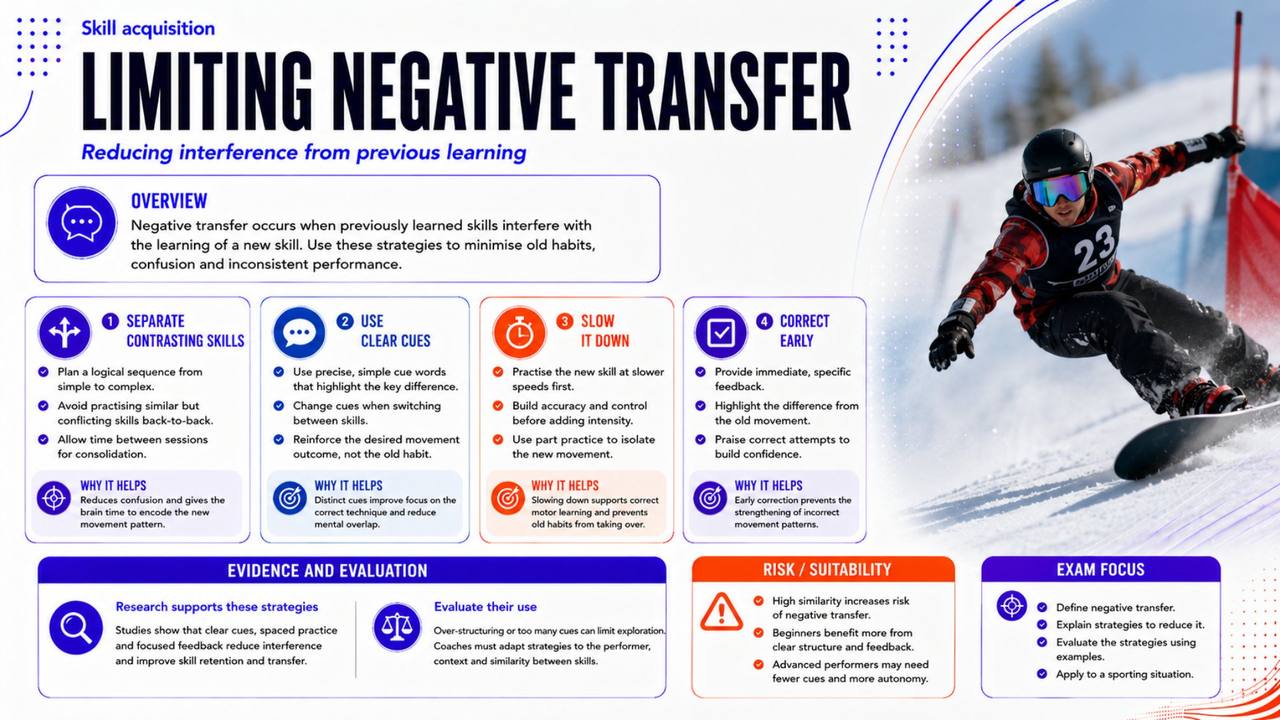 Skill acquisition
LIMITING NEGATIVE TRANSFER
Reducing interference from previous learning
OVERVIEW
Negative transfer occurs when previously learned skills interfere with
the learning of a new skill. Use these strategies to minimise old habits,
confusion and inconsistent performance.
1 SEPARATE
CONTRASTING SKILLS
Plan a logical sequence from
simple to complex.
Avoid practising similar but
conflicting skills back-to-back.
Allow time between sessions
for consolidation.
WHY IT HELPS
Reduces confusion and gives the
brain time to encode the new
movement pattern.
2 USE
CLEAR CUES
Use precise, simple cue words
that highlight the key difference.
Change cues when switching
between skills.
Reinforce the desired movement
outcome, not the old habit.
WHY IT HELPS
Distinct cues improve focus on the
correct technique and reduce
mental overlap.
3 SLOW
IT DOWN
Practise the new skill at slower
speeds first.
Build accuracy and control
before adding intensity.
Use part practice to isolate
the new movement.
WHY IT HELPS
Slowing down supports correct
motor learning and prevents
old habits from taking over.
4 CORRECT
EARLY
Provide immediate, specific
feedback.
Highlight the difference from
the old movement.
Praise correct attempts to
build confidence.
WHY IT HELPS
Early correction prevents the
strengthening of incorrect
movement patterns.
23
EVIDENCE AND EVALUATION
Research supports these strategies
Studies show that clear cues, spaced practice
and focused feedback reduce interference
and improve skill retention and transfer.
Evaluate their use
Over-structuring or too many cues can limit exploration.
Coaches must adapt strategies to the performer,
context and similarity between skills.
RISK / SUITABILITY
High similarity increases risk
of negative transfer.
Beginners benefit more from
clear structure and feedback.
Advanced performers may need
fewer cues and more autonomy.
EXAM FOCUS
Define negative transfer.
Explain strategies to reduce it.
Evaluate the strategies using
examples.
Apply to a sporting situation.